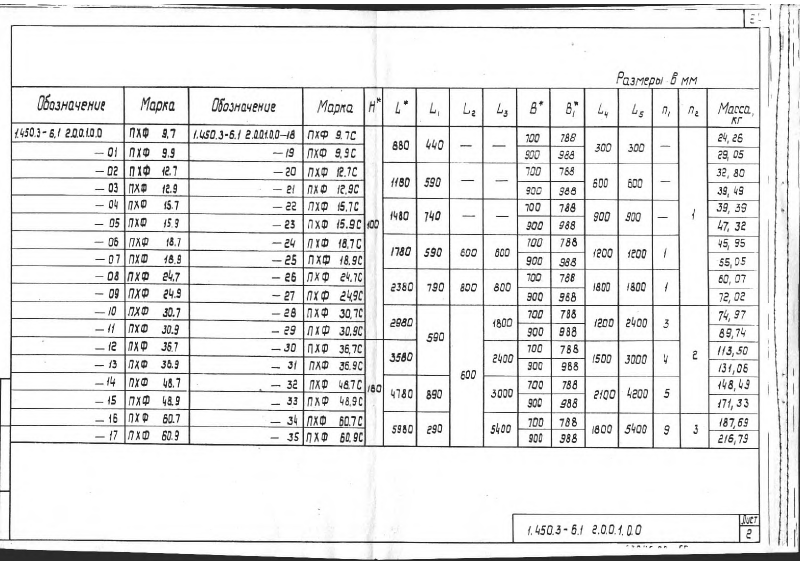 Размеры в мм
Обозначение Марка Обозначение Марка H* L* L₁ L₂ L₃ B* B₁* L₄ L₅ n₁ n₂ Масса, кг
1.450.3-6.1 2.0.0.1.0.0 ПХФ 9.7 1.450.3-6.1 2.0.0.1.0.0-18 ПХФ 9.7С 100 880 440 — — 700 788 300 300 — 1 24,26
—01 ПХФ 9.9 —19 ПХФ 9.9С 900 988 29,05
—02 ПХФ 12.7 —20 ПХФ 12.7С 1180 590 — — 700 788 600 600 — 32,80
—03 ПХФ 12.9 —21 ПХФ 12.9С 900 988 39,49
—04 ПХФ 15.7 —22 ПХФ 15.7С 1480 740 — — 700 788 900 900 — 39,39
—05 ПХФ 15.9 —23 ПХФ 15.9С 900 988 47,32
—06 ПХФ 18.7 —24 ПХФ 18.7С 1780 590 600 600 700 788 1200 1200 1 45,95
—07 ПХФ 18.9 —25 ПХФ 18.9С 900 988 55,05
—08 ПХФ 24.7 —26 ПХФ 24.7С 2380 790 800 800 700 788 1800 1800 1 60,07
—09 ПХФ 24.9 —27 ПХФ 24.9С 900 988 72,02
—10 ПХФ 30.7 —28 ПХФ 30.7С 2980 590 600 1800 700 788 1200 2400 3 2 74,97
—11 ПХФ 30.9 —29 ПХФ 30.9С 900 988 89,74
—12 ПХФ 36.7 —30 ПХФ 36.7С 180 3580 2400 700 788 1500 3000 4 113,50
—13 ПХФ 36.9 —31 ПХФ 36.9С 900 988 131,06
—14 ПХФ 48.7 —32 ПХФ 48.7С 4780 890 3000 700 788 2100 4200 5 148,49
—15 ПХФ 48.9 —33 ПХФ 48.9С 900 988 171,33
—16 ПХФ 60.7 —34 ПХФ 60.7С 5980 290 5400 700 788 1800 5400 9 3 187,69
—17 ПХФ 60.9 —35 ПХФ 60.9С 900 988 216,79
1.450.3-6.1 2.0.0.1.0.0
Лист
2